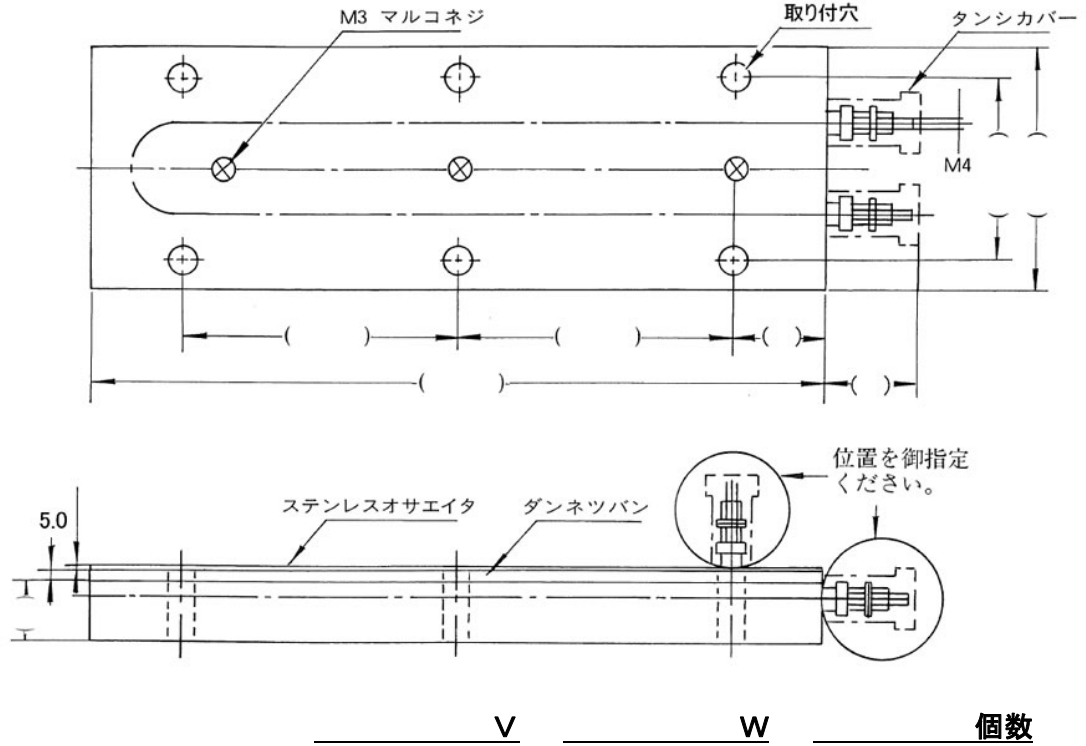 M3 マルコネジ
取り付穴
タンシカバー
M4
(   )
(   )
(   )
(   )
(   )
(   )
(   )
位置を御指定
ください。
ステンレスオサエイタ
ダンネツバン
5.0
(   )
V
W
個数